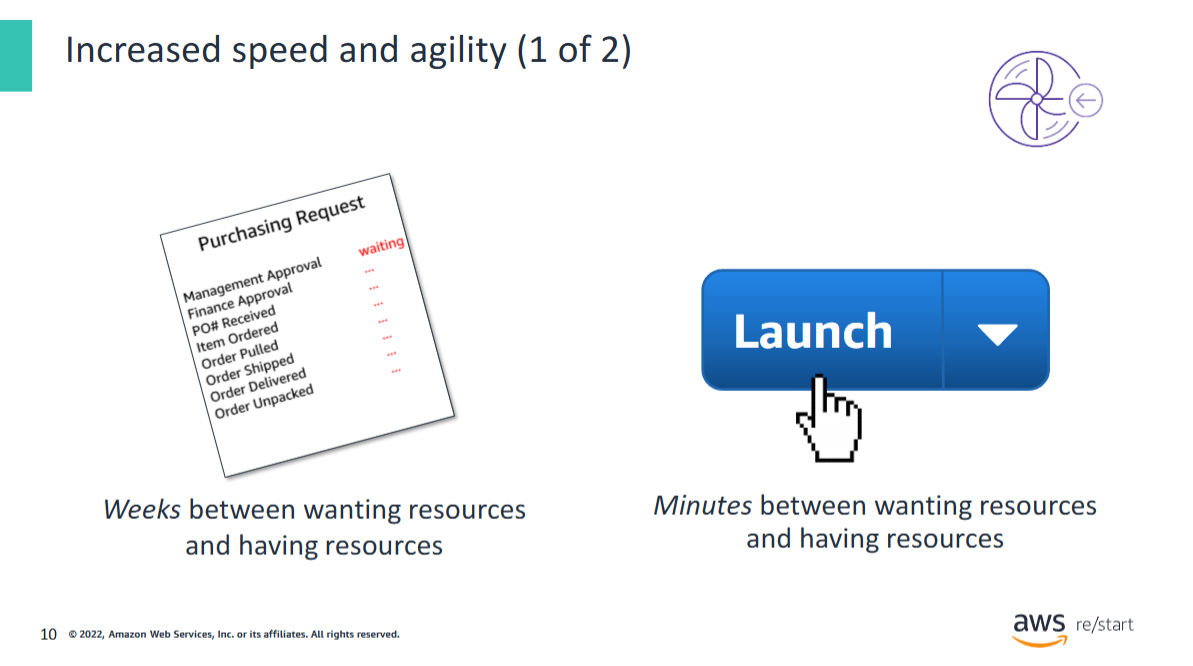 Increased speed and agility (1 of 2)
Purchasing Request
waiting
Management Approval ...
Finance Approval ...
PO# Received ...
Item Ordered ...
Order Pulled ...
Order Shipped ...
Order Delivered ...
Order Unpacked
Weeks between wanting resources
and having resources
Launch
Minutes between wanting resources
and having resources
10 © 2022, Amazon Web Services, Inc. or its affiliates. All rights reserved.
aws re/start